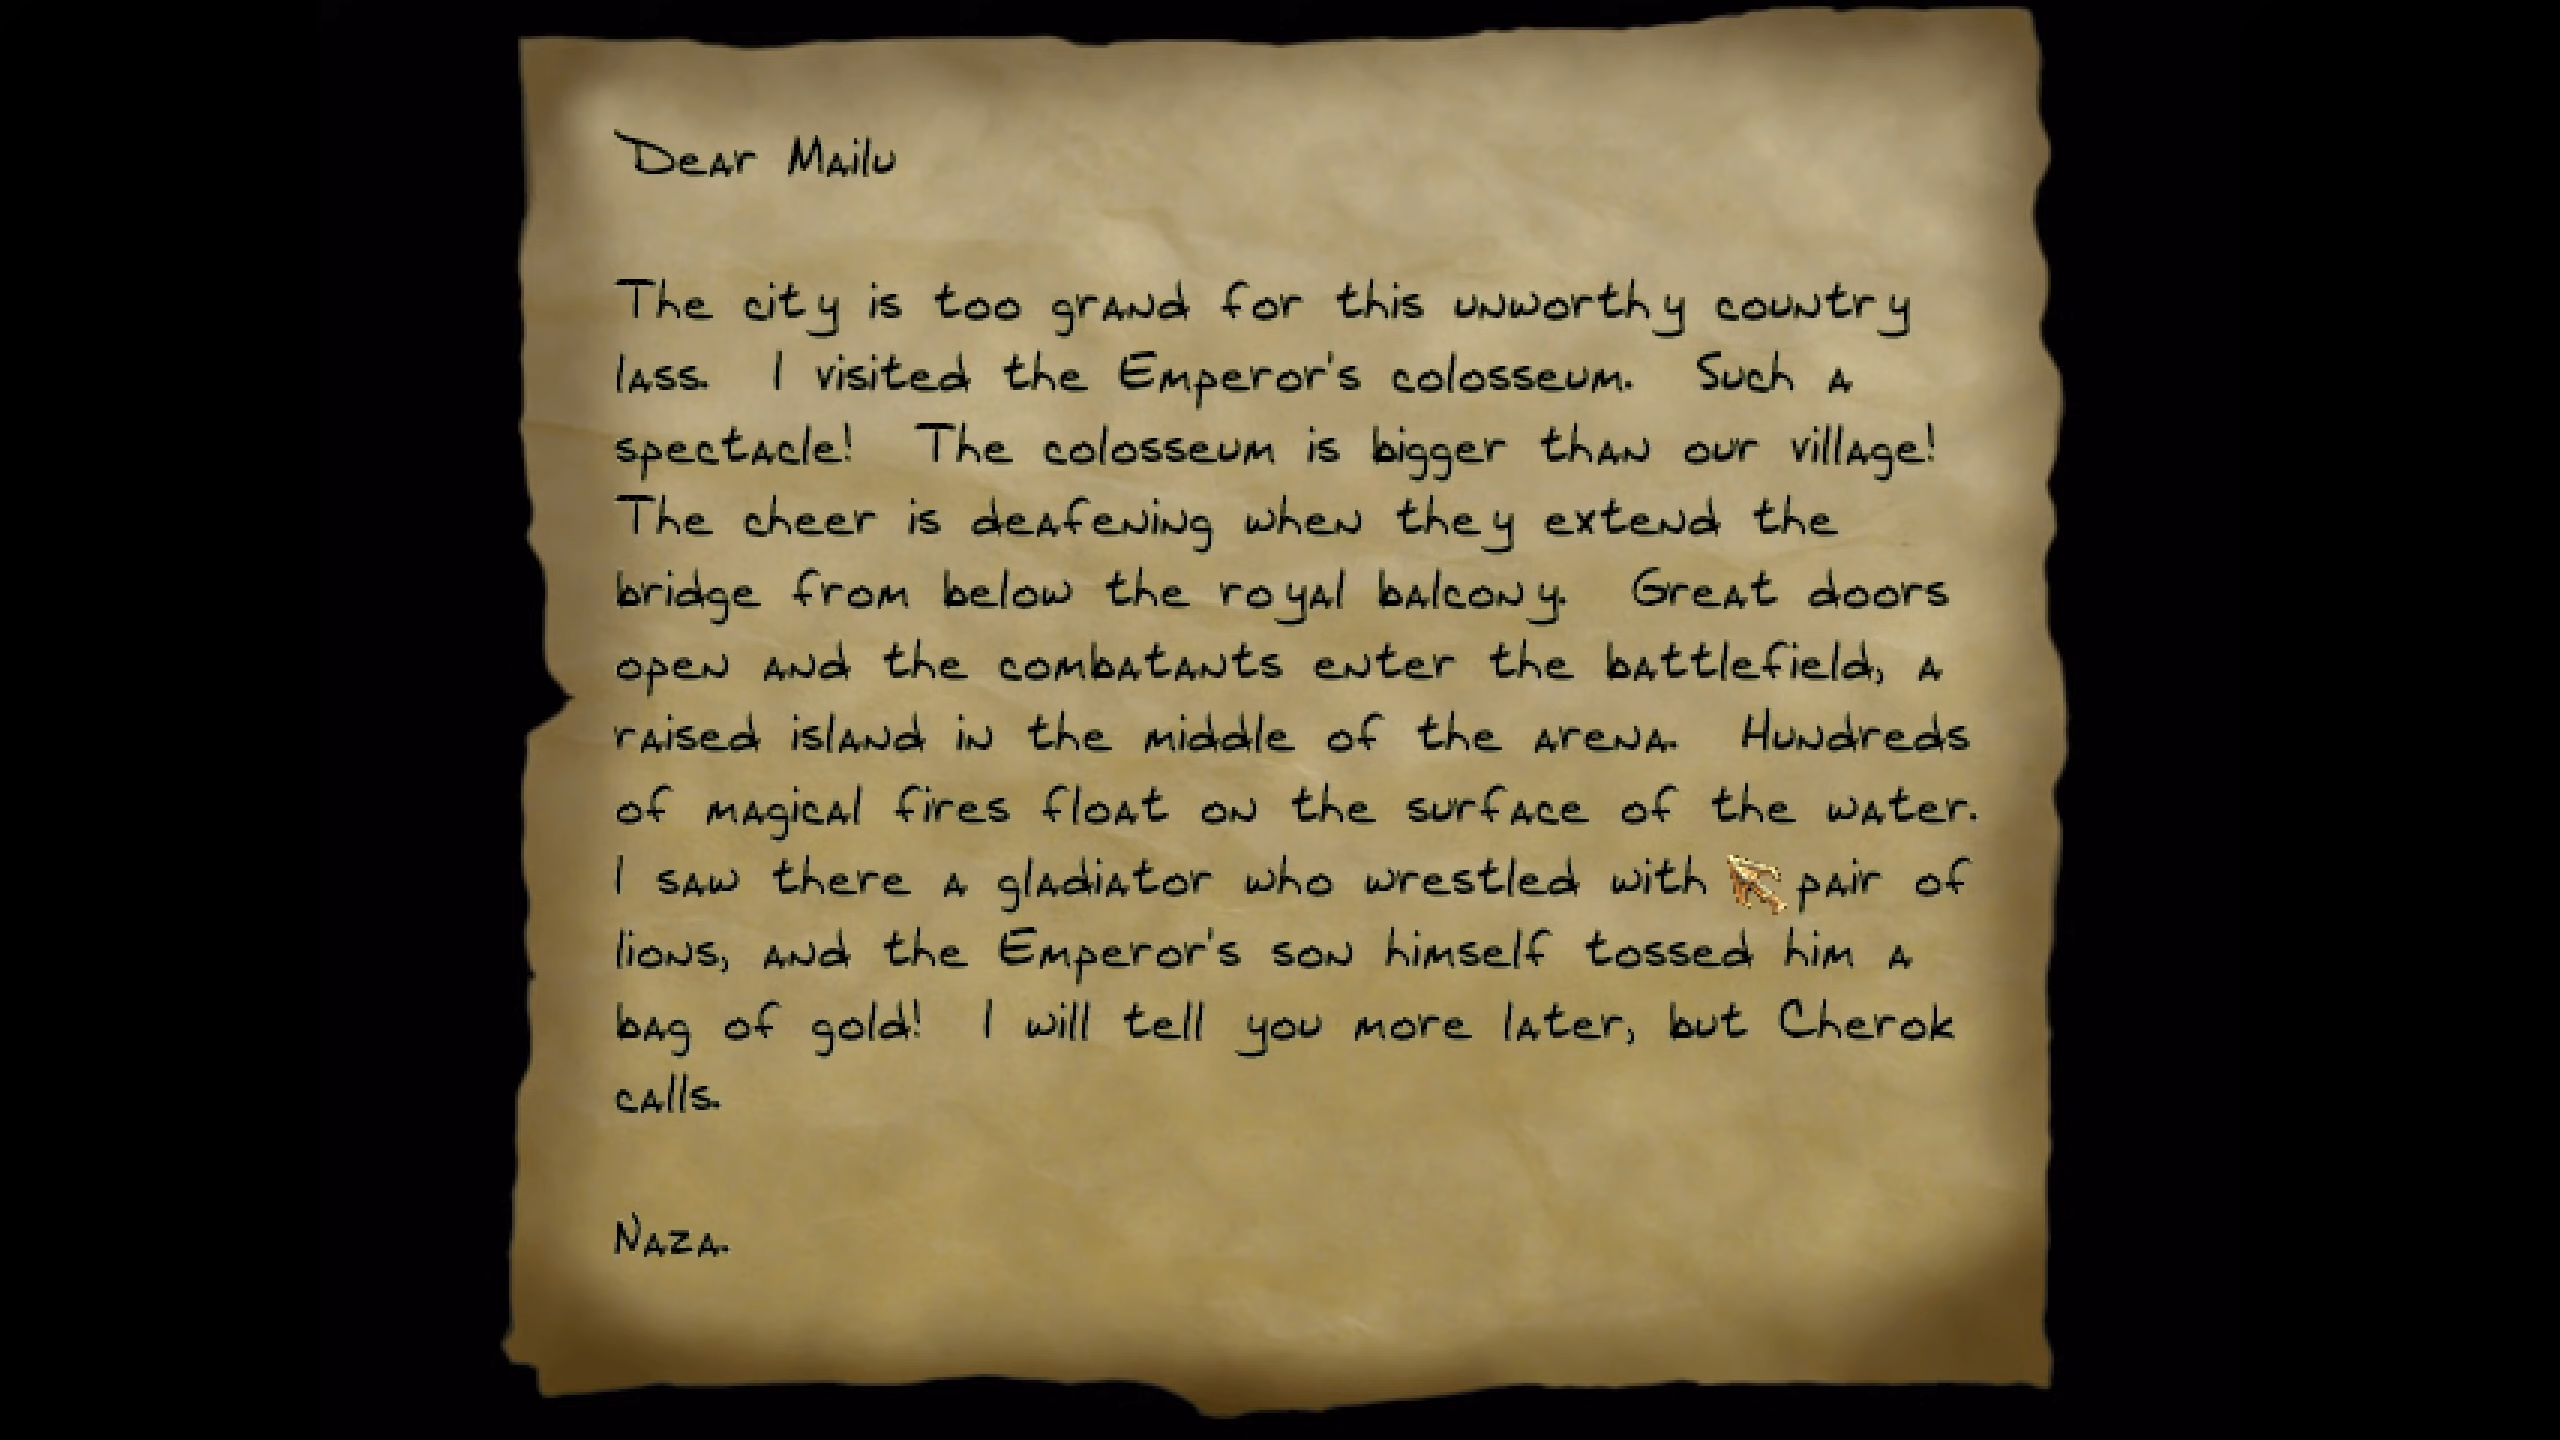 Dear Mailu
The city is too grand for this unworthy country
lass. I visited the Emperor's colosseum. Such a
spectacle! The colosseum is bigger than our village!
The cheer is deafening when they extend the
bridge from below the royal balcony. Great doors
open and the combatants enter the battlefield, a
raised island in the middle of the arena. Hundreds
of magical fires float on the surface of the water.
I saw there a gladiator who wrestled with pair of
lions, and the Emperor's son himself tossed him a
bag of gold! I will tell you more later, but Cherok
calls.
Naza.